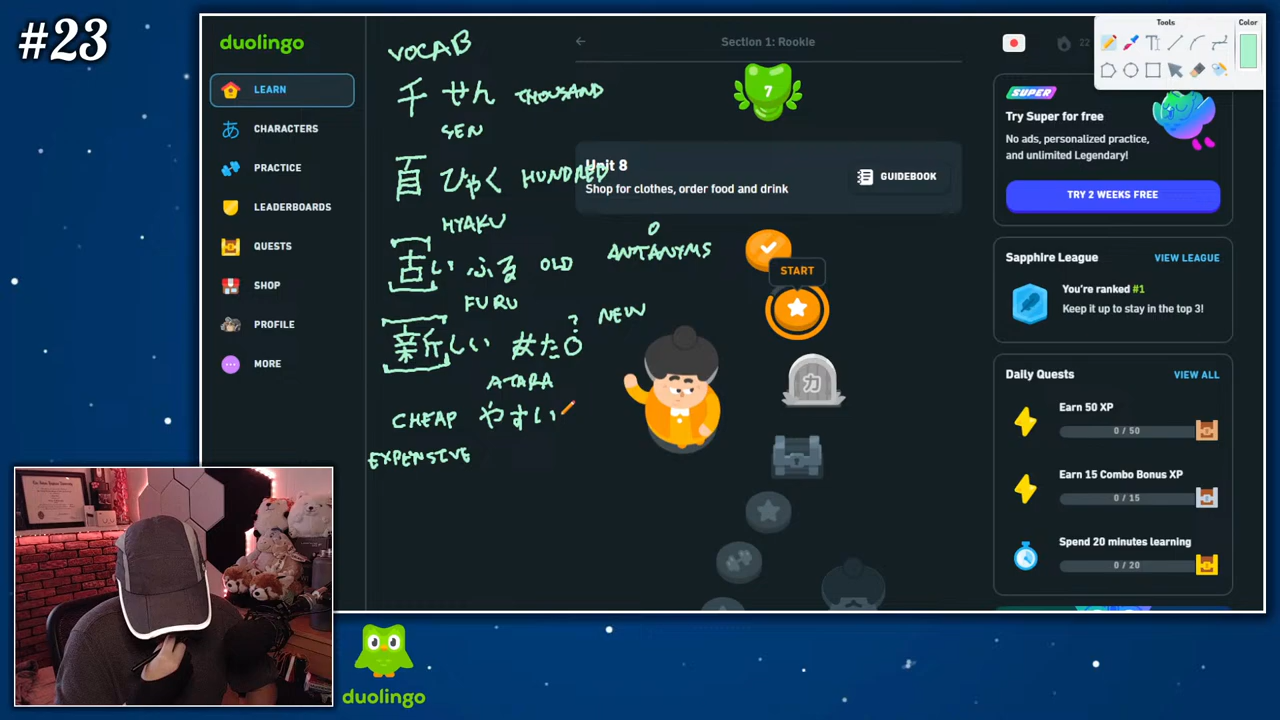 #23
duolingo
LEARN
CHARACTERS
PRACTICE
LEADERBOARDS
QUESTS
SHOP
PROFILE
MORE
VOCAB
千 せん THOUSAND
SEN
百 ひゃく HUNDRED
HYAKU
古い ふる OLD
FURU
ANTANYMS
新しい あた ? NEW
ATARA
CHEAP やすい
EXPENSIVE
Section 1: Rookie
7
Unit 8
Shop for clothes, order food and drink
GUIDEBOOK
START
力
22
Tools
Color
SUPER
Try Super for free
No ads, personalized practice,
and unlimited Legendary!
TRY 2 WEEKS FREE
Sapphire League
VIEW LEAGUE
You're ranked #1
Keep it up to stay in the top 3!
Daily Quests
VIEW ALL
Earn 50 XP
0 / 50
Earn 15 Combo Bonus XP
0 / 15
Spend 20 minutes learning
0 / 20
duolingo